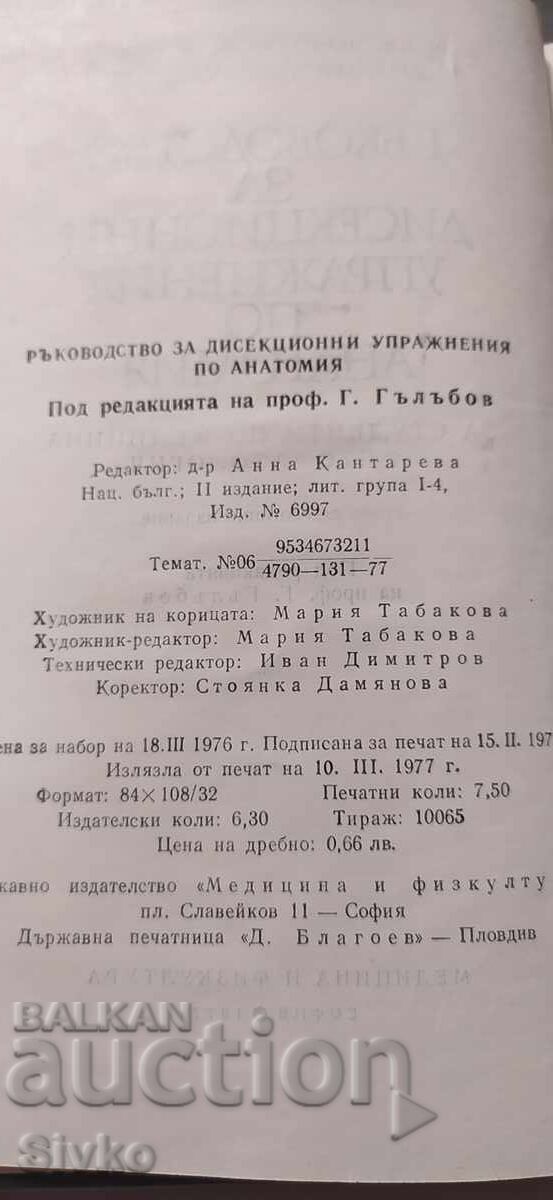 РЪКОВОДСТВО ЗА ДИСЕКЦИОННИ УПРАЖНЕНИЯ
ПО АНАТОМИЯ
Под редакцията на проф. Г. Гълъбов
Редактор: д-р Анна Кантарева
Нац. бълг.; II издание; лит. група I-4,
Изд. № 6997
Темат. №06 9534673211
4790—131—77
Художник на корицата: Мария Табакова
Художник-редактор: Мария Табакова
Технически редактор: Иван Димитров
Коректор: Стоянка Дамянова
ена за набор на 18.III 1976 г. Подписана за печат на 15. II. 197
Излязла от печат на 10. III. 1977 г.
Формат: 84×108/32 Печатни коли: 7,50
Издателски коли: 6,30 Тираж: 10065
Цена на дребно: 0,66 лв.
жавно издателство «Медицина и физкулту
пл. Славейков 11 — София
Държавна печатница «Д. Благоев» — Пловдив
BALKAN
auction
Sivko